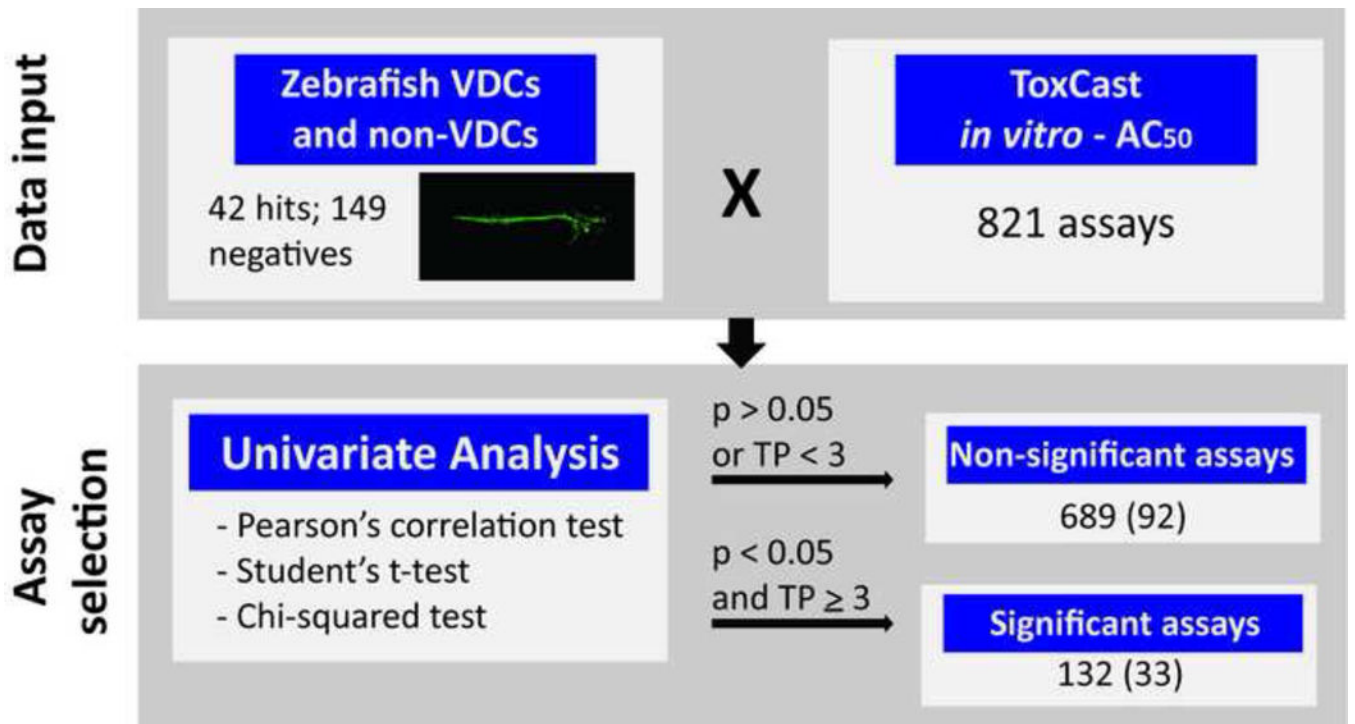 Data input
Zebrafish VDCs
and non-VDCs
42 hits; 149
negatives
X
ToxCast
in vitro - AC50
821 assays
Assay
selection
Univariate Analysis
- Pearson's correlation test
- Student's t-test
- Chi-squared test
p > 0.05
or TP < 3
Non-significant assays
689 (92)
p < 0.05
and TP ≥ 3
Significant assays
132 (33)